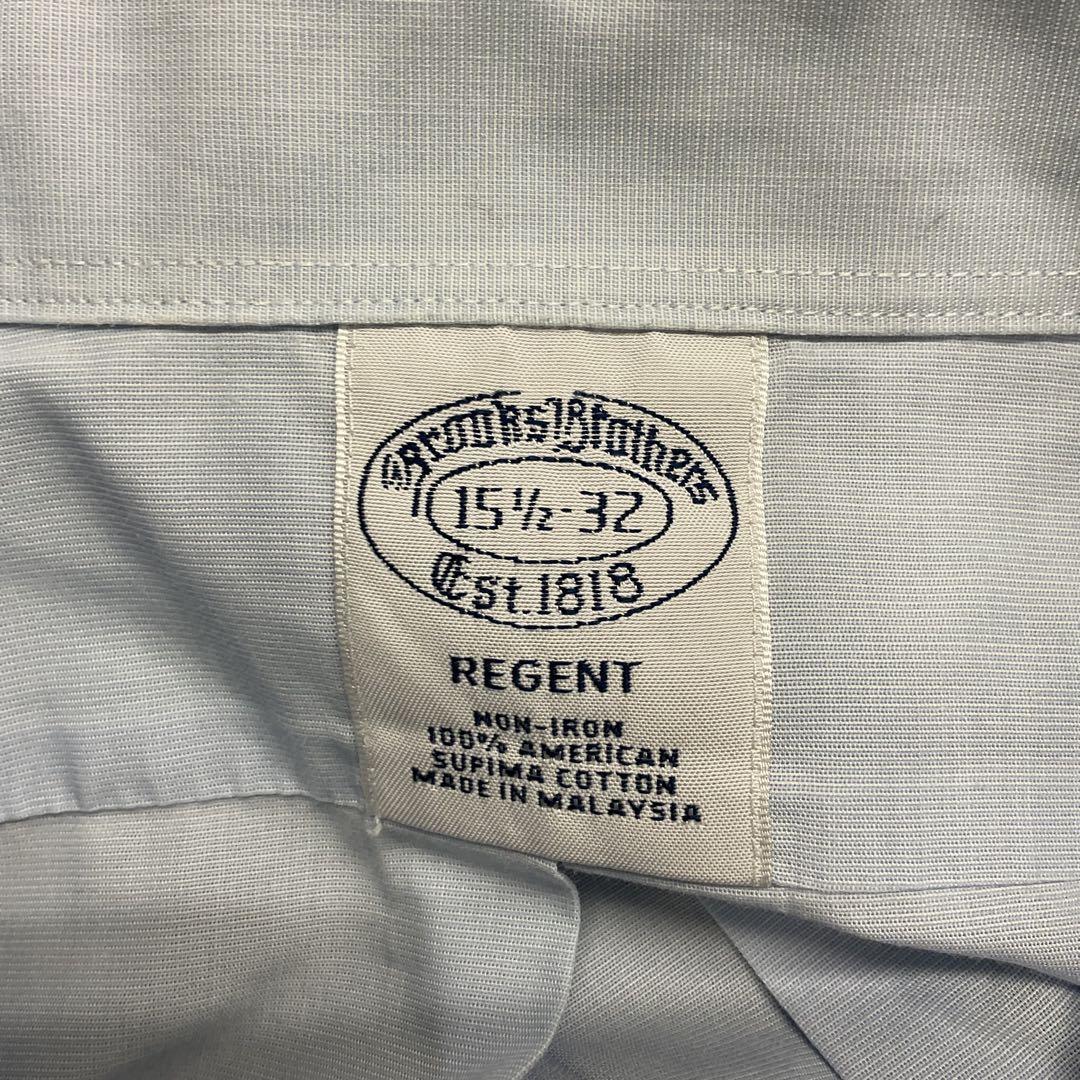 Brooks Brothers
15½-32
Est. 1818
REGENT
NON-IRON
100% AMERICAN
SUPIMA COTTON
MADE IN MALAYSIA